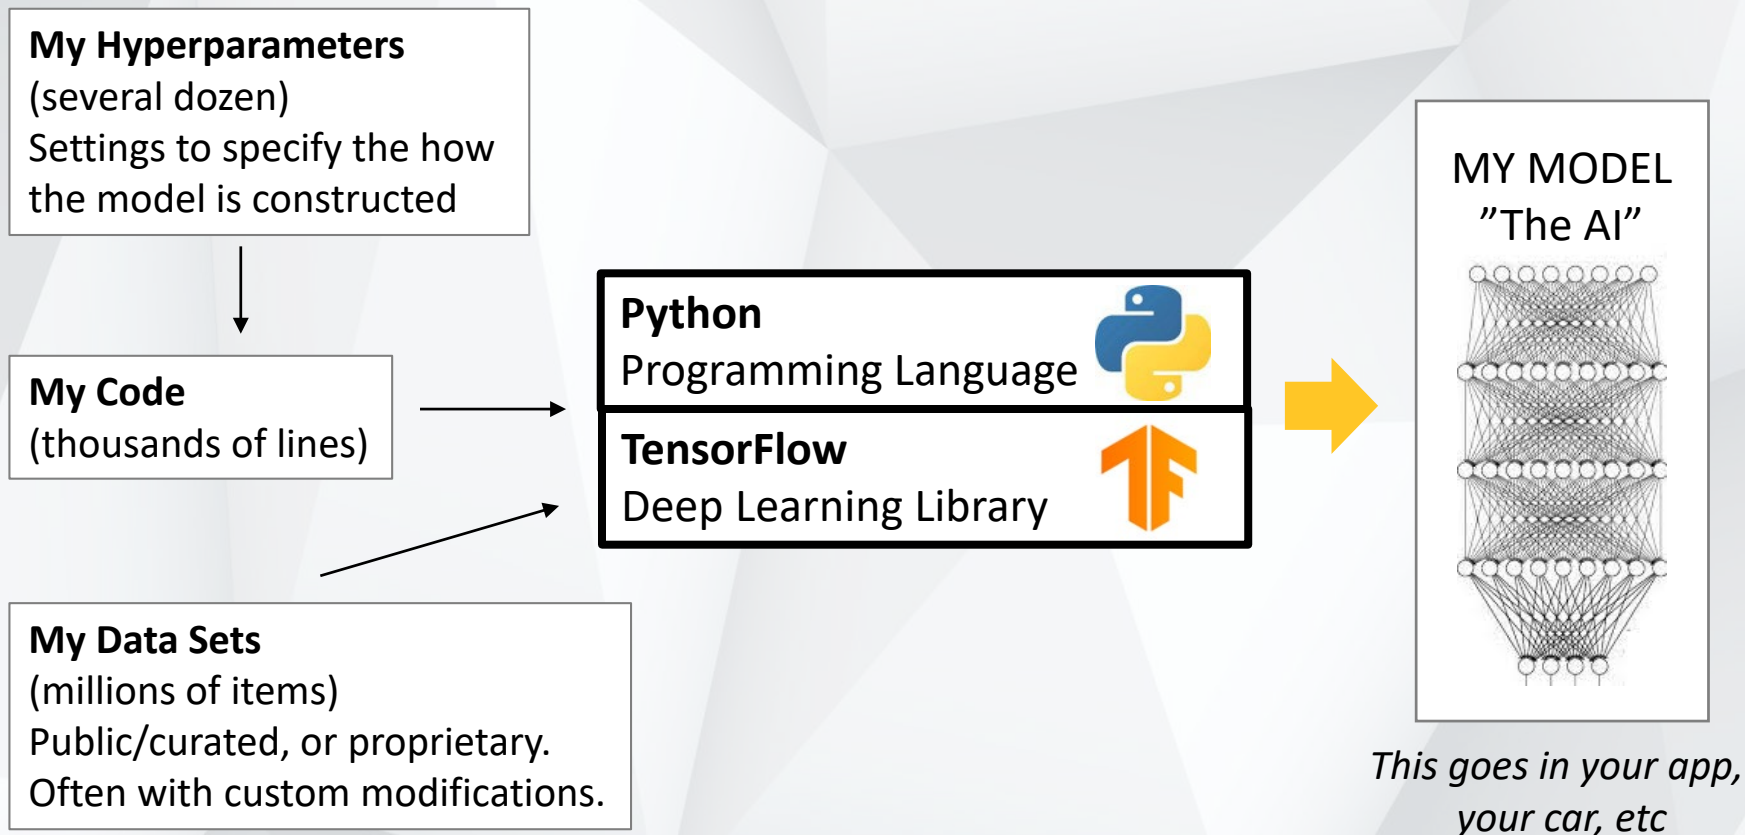 My Hyperparameters
(several dozen)
Settings to specify the how
the model is constructed
My Code
(thousands of lines)
My Data Sets
(millions of items)
Public/curated, or proprietary.
Often with custom modifications.
Python
Programming Language
TensorFlow
Deep Learning Library
MY MODEL
”The AI”
This goes in your app,
your car, etc